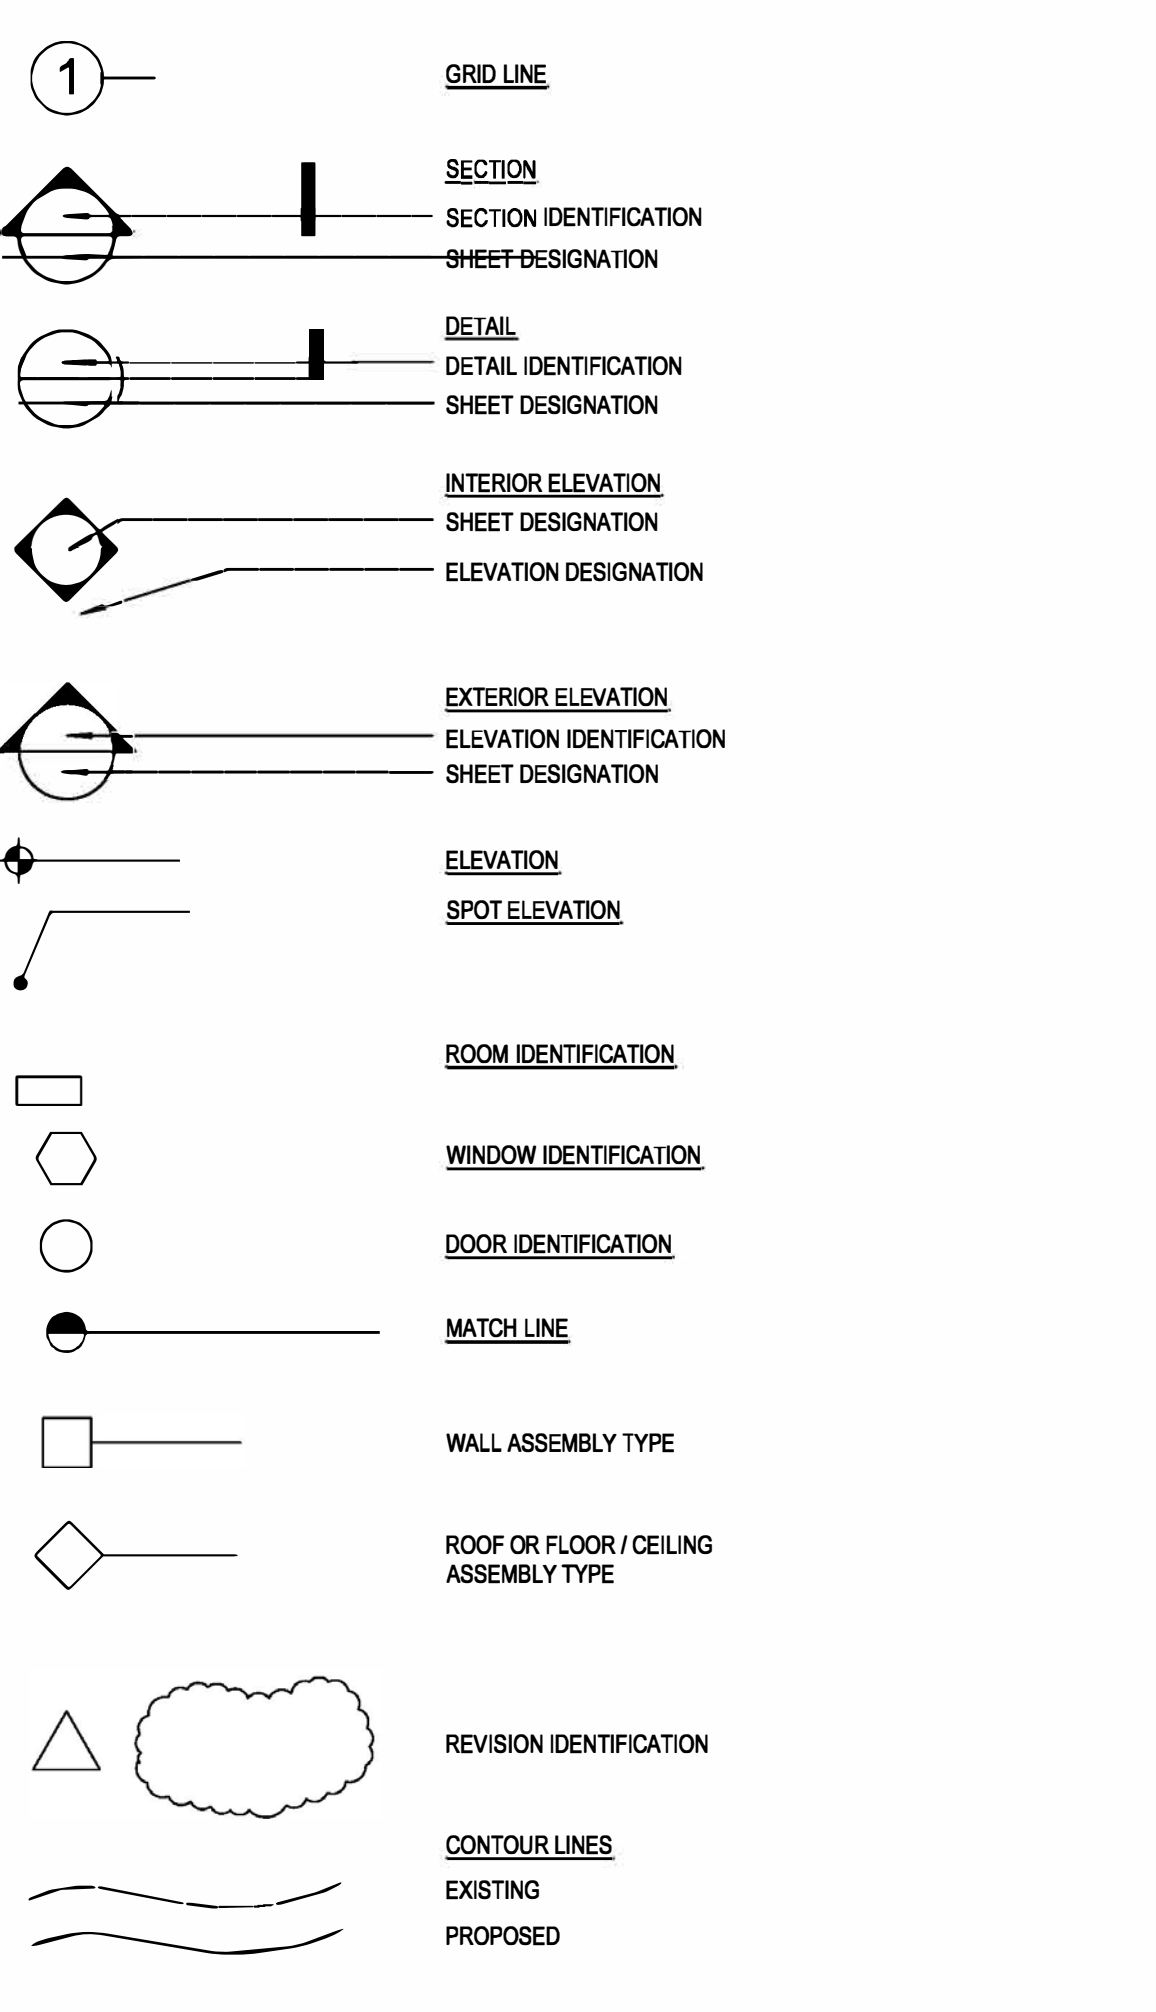 1
GRID LINE
SECTION
SECTION IDENTIFICATION
SHEET DESIGNATION
DETAIL
DETAIL IDENTIFICATION
SHEET DESIGNATION
INTERIOR ELEVATION
SHEET DESIGNATION
ELEVATION DESIGNATION
EXTERIOR ELEVATION
ELEVATION IDENTIFICATION
SHEET DESIGNATION
ELEVATION
SPOT ELEVATION
ROOM IDENTIFICATION
WINDOW IDENTIFICATION
DOOR IDENTIFICATION
MATCH LINE
WALL ASSEMBLY TYPE
ROOF OR FLOOR / CEILING
ASSEMBLY TYPE
REVISION IDENTIFICATION
CONTOUR LINES
EXISTING
PROPOSED